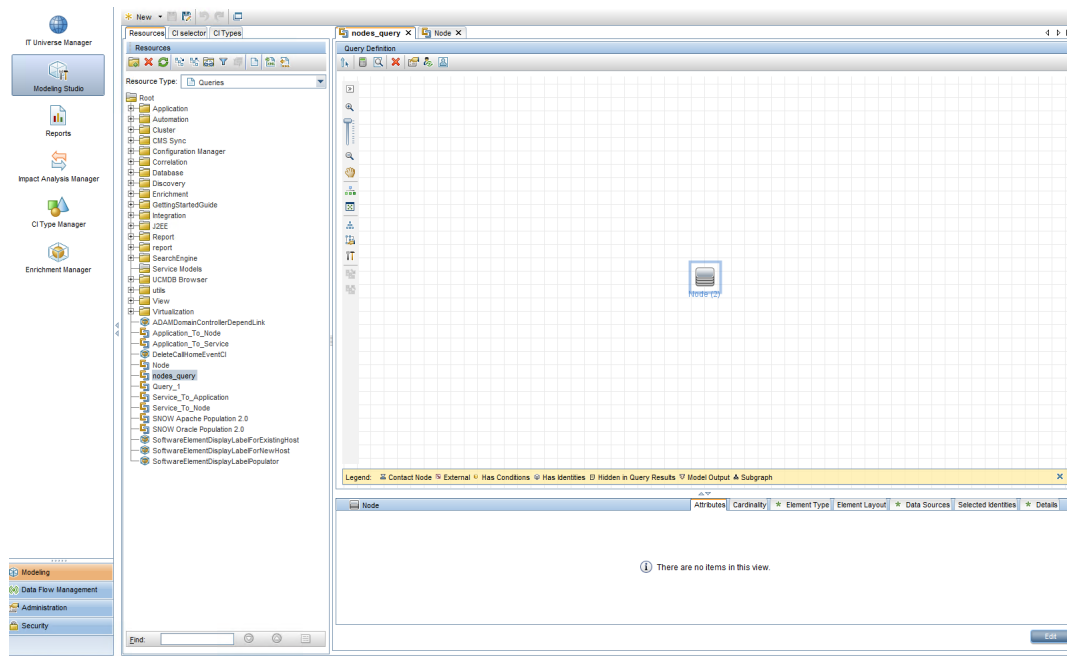 IT Universe Manager
Modeling Studio
Reports
Impact Analysis Manager
CI Type Manager
Enrichment Manager
Modeling
Data Flow Management
Administration
Security
New
Resources CI selector CI Types
Resources
Resource Type: Queries
Root
Application
Automation
Cluster
CMS Sync
Configuration Manager
Correlation
Database
Discovery
Enrichment
GettingStartedGuide
Integration
J2EE
Report
report
SearchEngine
Service Models
UCMDB Browser
utils
View
Virtualization
ADAMDomainControllerDependLink
Application_To_Node
Application_To_Service
DeleteCallHomeEventCI
Node
nodes_query
Query_1
Service_To_Application
Service_To_Node
SNOW Apache Population 2.0
SNOW Oracle Population 2.0
SoftwareElementDisplayLabelForExistingHost
SoftwareElementDisplayLabelForNewHost
SoftwareElementDisplayLabelPopulator
Find:
nodes_query X Node X
Query Definition
Node (2)
Legend: Contact Node External Has Conditions Has Identities Hidden in Query Results Model Output Subgraph
Node Attributes Cardinality * Element Type Element Layout * Data Sources Selected Identities * Details
There are no items in this view.
Edit